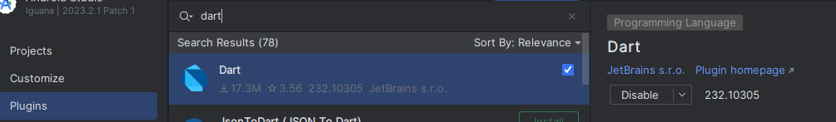 Android Studio
Iguana | 2023.2.1 Patch 1
Projects
Customize
Plugins
dart
Search Results (78)
Sort By: Relevance
Dart
17.3M 3.56 232.10305 JetBrains s.r.o.
JsonToDart (JSON To Dart)
Install
Programming Language
Dart
JetBrains s.r.o. Plugin homepage ↗
Disable 232.10305